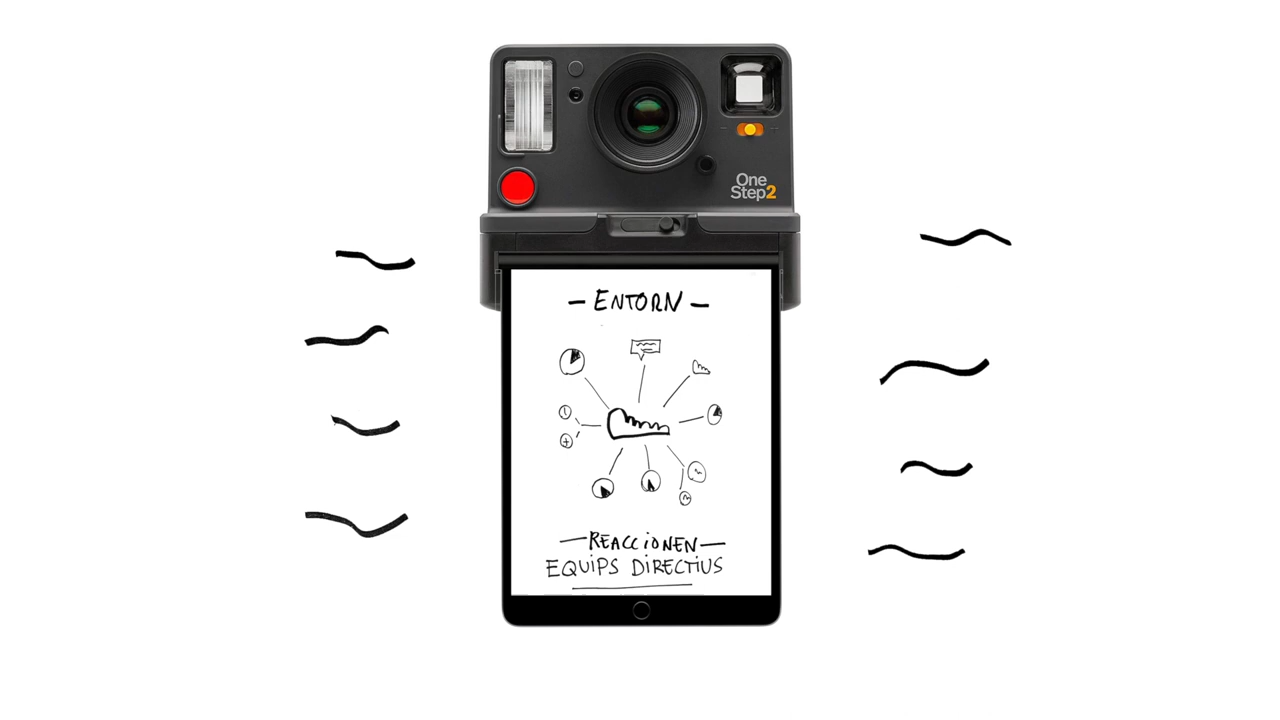 One
Step2
– ENTORN –
— REACCIONEN —
EQUIPS DIRECTIUS